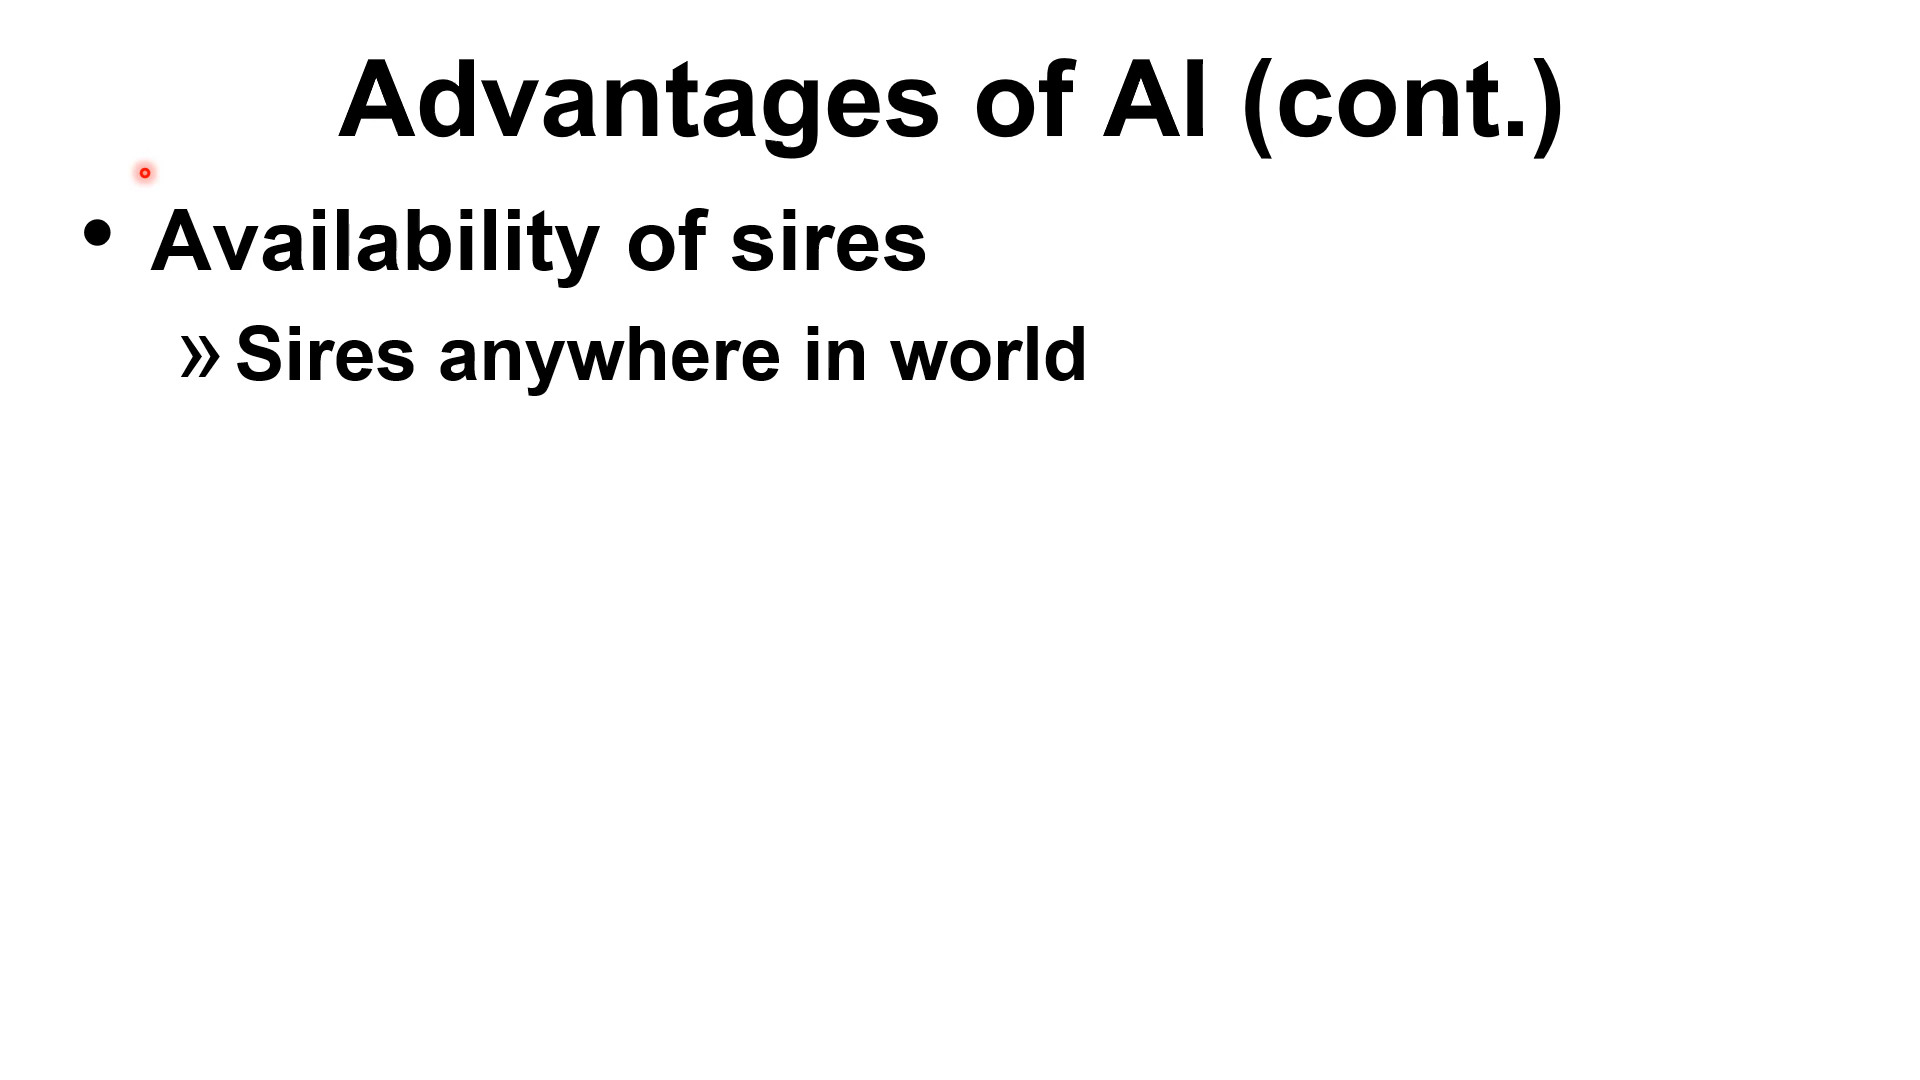 Advantages of AI (cont.)
• Availability of sires
» Sires anywhere in world